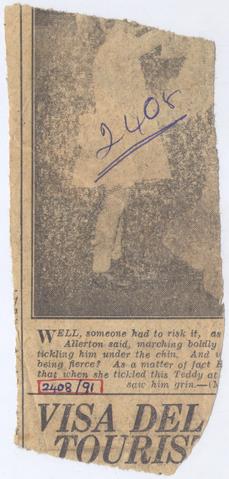 2408
WELL, someone had to risk it, as
Allerton said, marching boldly
tickling him under the chin. And
being fierce? As a matter of fact
that when she tickled this Teddy at
saw him grin.—
2408/91
VISA DEL
TOURIS